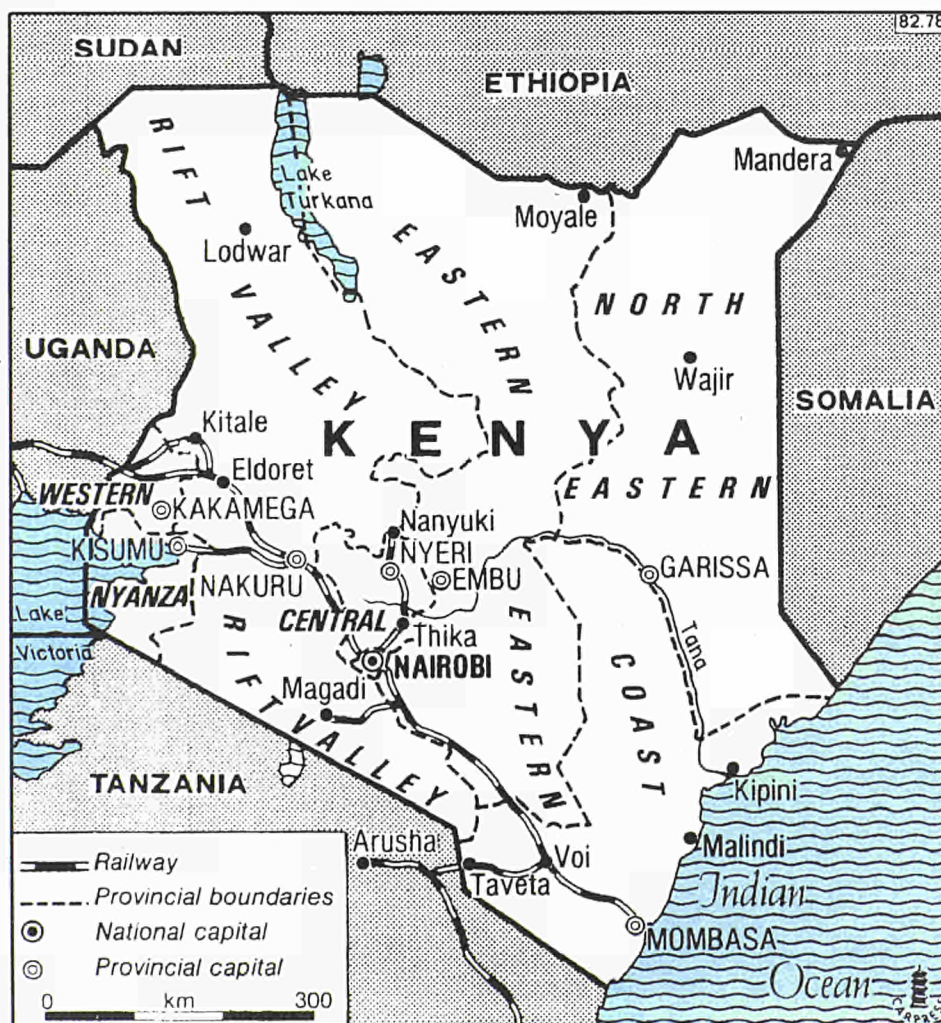 82.78
SUDAN
ETHIOPIA
Mandera
RIFT VALLEY
Lake
Turkana
Moyale
Lodwar
EASTERN
NORTH
UGANDA
Wajir
SOMALIA
Kitale
KENYA
Eldoret
WESTERN
EASTERN
KAKAMEGA
Nanyuki
KISUMU
NYERI
GARISSA
NAKURU
EMBU
NYANZA
Lake
CENTRAL
Thika
EASTERN
Tana
Victoria
NAIROBI
RIFT VALLEY
COAST
Magadi
TANZANIA
Kipini
Arusha
Voi
Malindi
Railway
Taveta
Indian
Provincial boundaries
National capital
MOMBASA
Provincial capital
Ocean
0 km 300